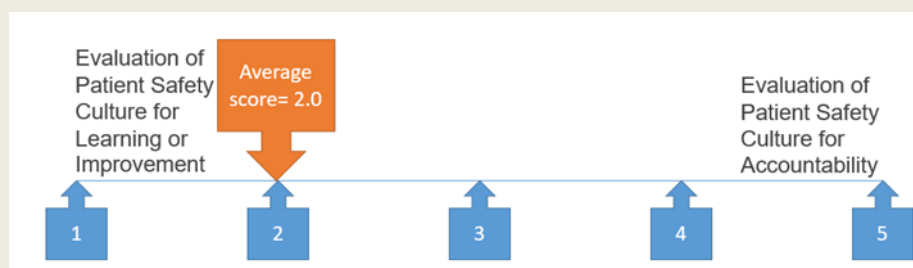 Evaluation of
Patient Safety
Culture for
Learning or
Improvement
Average
score= 2.0
Evaluation of
Patient Safety
Culture for
Accountability
1
2
3
4
5